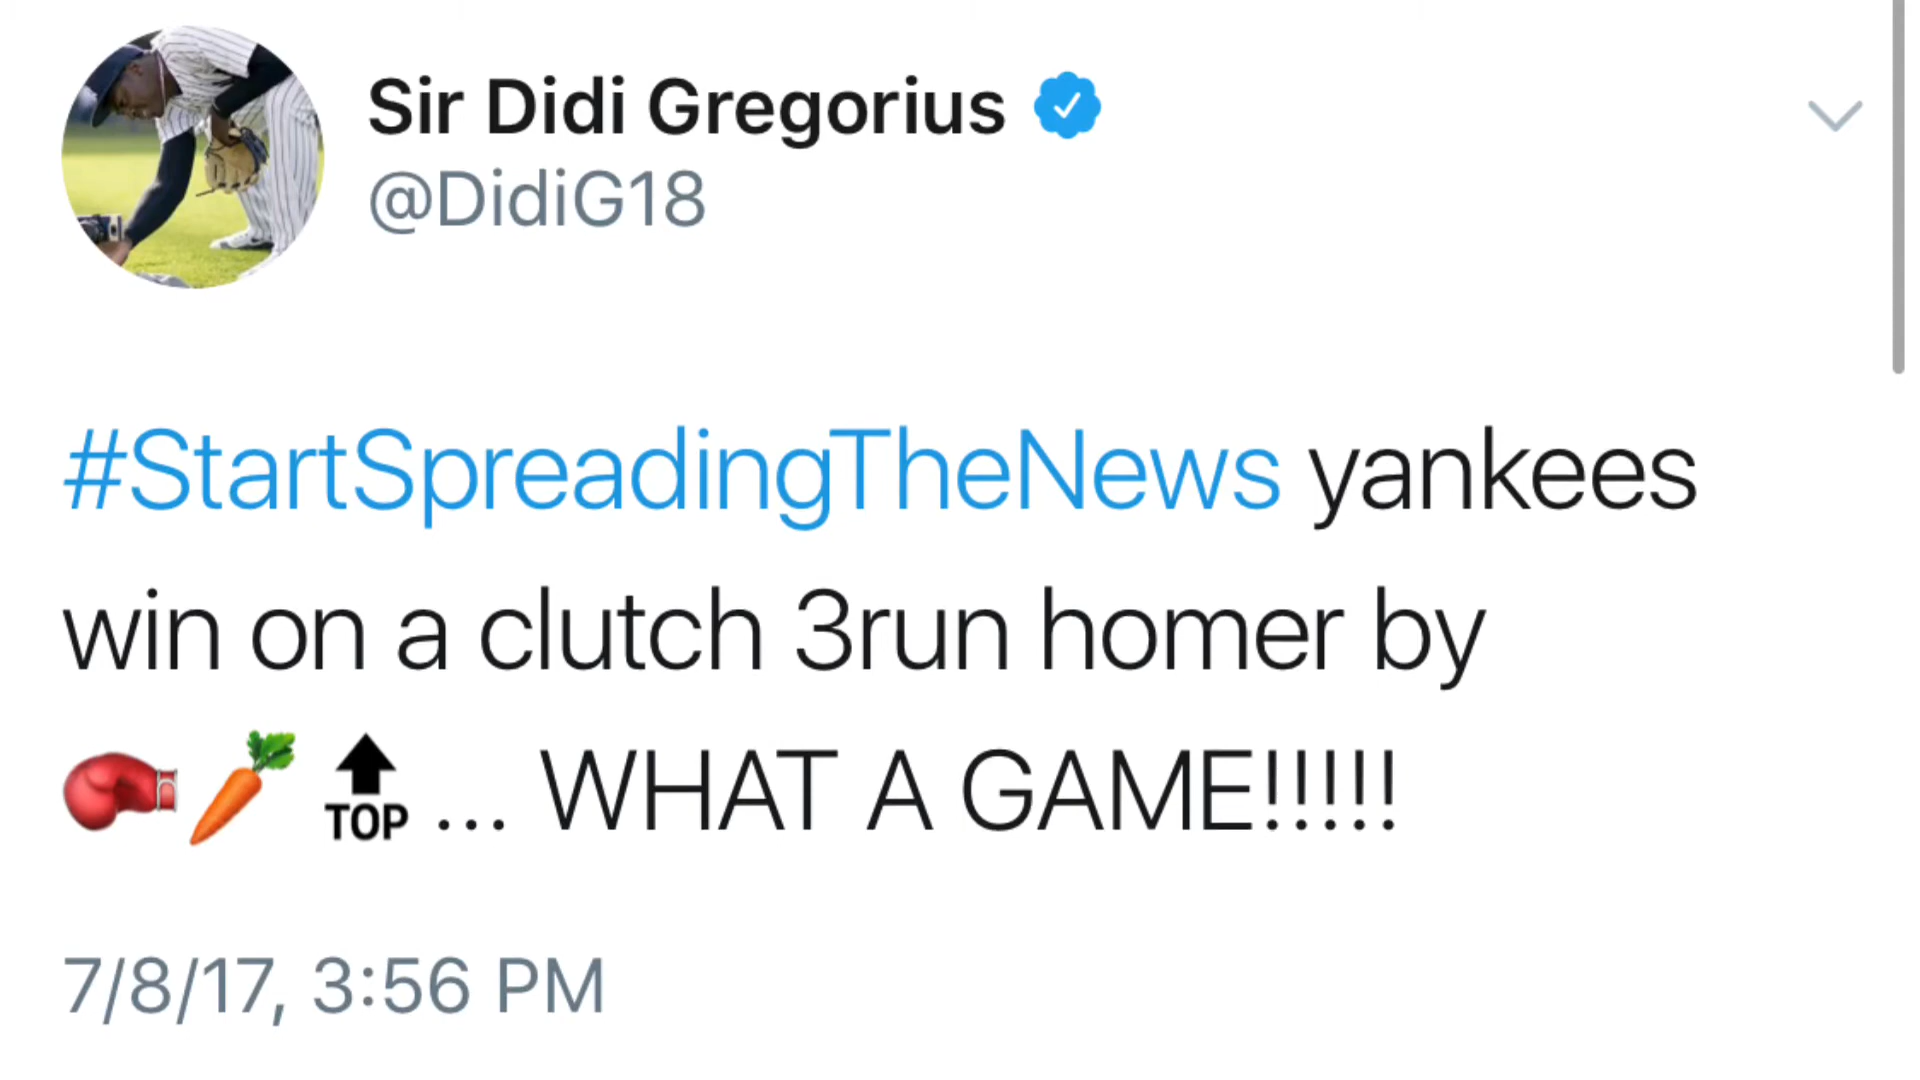 Sir Didi Gregorius
@DidiG18
#StartSpreadingTheNews yankees
win on a clutch 3run homer by
🥊🥕🔝... WHAT A GAME!!!!!
7/8/17, 3:56 PM